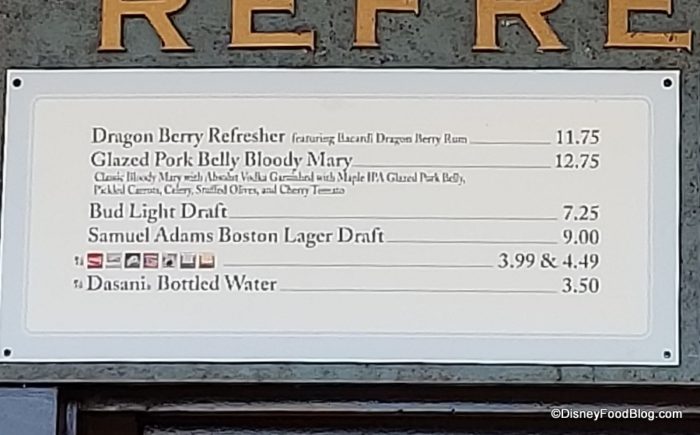 REFRE
Dragon Berry Refresher featuring Bacardi Dragon Berry Rum 11.75
Glazed Pork Belly Bloody Mary 12.75
Classic Bloody Mary with Absolut Vodka Garnished with Maple IPA Glazed Pork Belly,
Pickled Carrots, Celery, Stuffed Olives, and Cherry Tomato
Bud Light Draft 7.25
Samuel Adams Boston Lager Draft 9.00
3.99 & 4.49
Dasani® Bottled Water 3.50
©DisneyFoodBlog.com